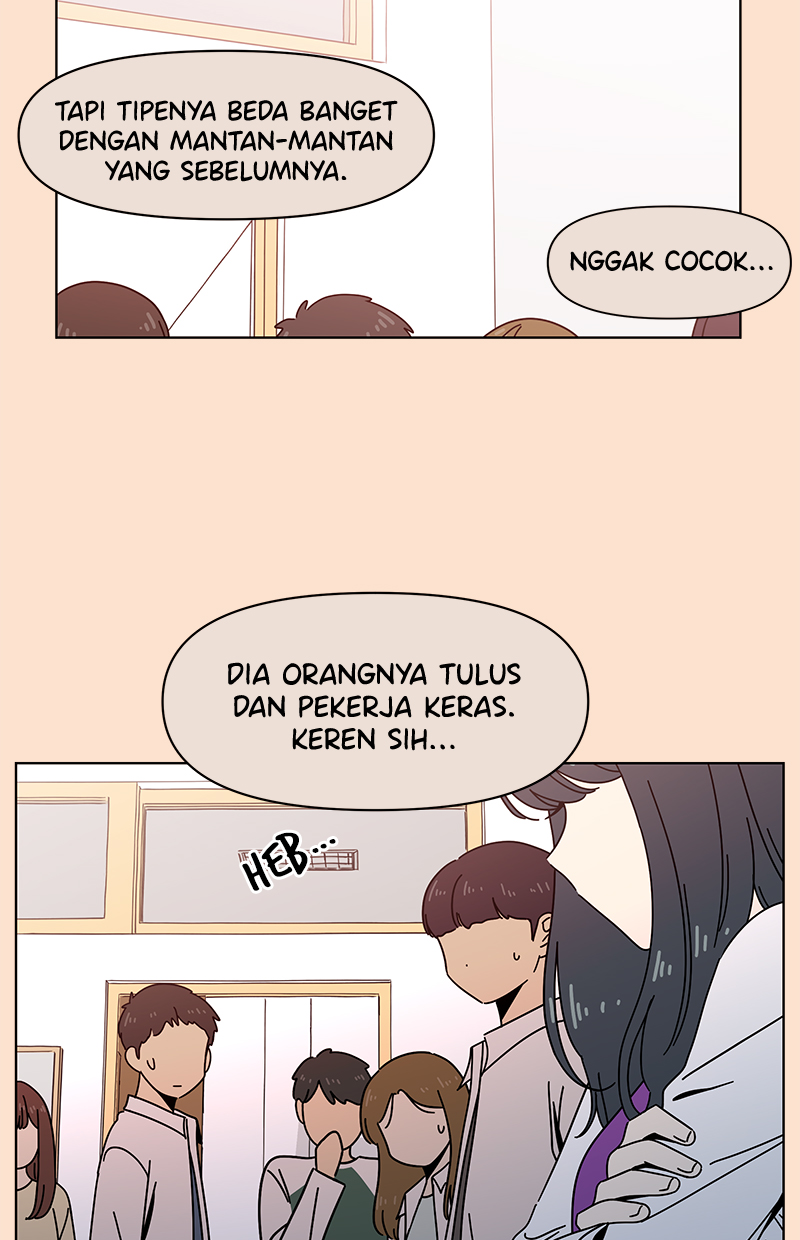 TAPI TIPENYA BEDA BANGET
DENGAN MANTAN-MANTAN
YANG SEBELUMNYA.
NGGAK COCOK...
DIA ORANGNYA TULUS
DAN PEKERJA KERAS.
KEREN SIH...
HEB...